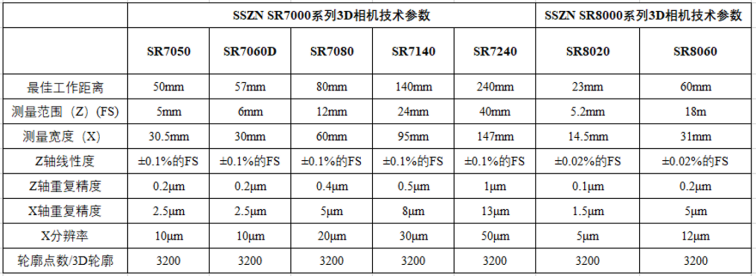 SSZN SR7000系列3D相机技术参数 SSZN SR8000系列3D相机技术参数
SR7050 SR7060D SR7080 SR7140 SR7240 SR8020 SR8060
最佳工作距离 50mm 57mm 80mm 140mm 240mm 23mm 60mm
测量范围（Z）(FS) 5mm 6mm 12mm 24mm 40mm 5.2mm 18m
测量宽度（X） 30.5mm 30mm 60mm 95mm 147mm 14.5mm 31mm
Z轴线性度 ±0.1%的FS ±0.1%的FS ±0.1%的FS ±0.1%的FS ±0.1%的FS ±0.02%的FS ±0.02%的FS
Z轴重复精度 0.2μm 0.2μm 0.4μm 0.5μm 1μm 0.1μm 0.2μm
X轴重复精度 2.5μm 2.5μm 5μm 8μm 13μm 1.5μm 5μm
X分辨率 10μm 10μm 20μm 30μm 50μm 5μm 12μm
轮廓点数/3D轮廓 3200 3200 3200 3200 3200 3200 3200